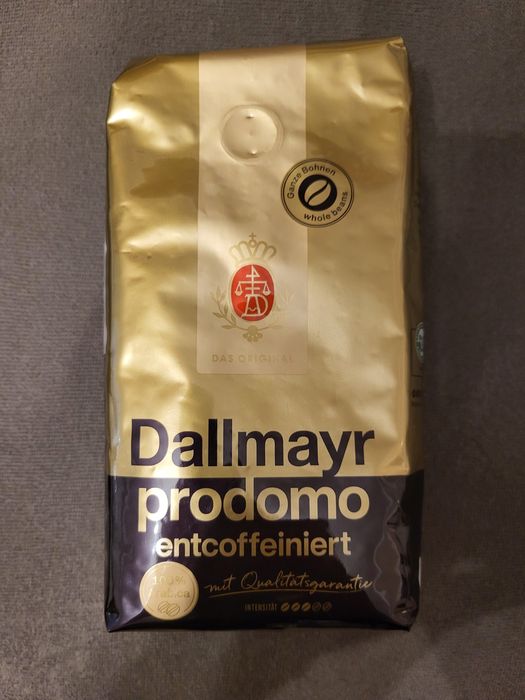 Ganze Bohnen
whole beans
DAS ORIGINAL
Dallmayr
prodomo
entcoffeiniert
100%
Arabica
mit Qualitätsgarantie
INTENSITÄT